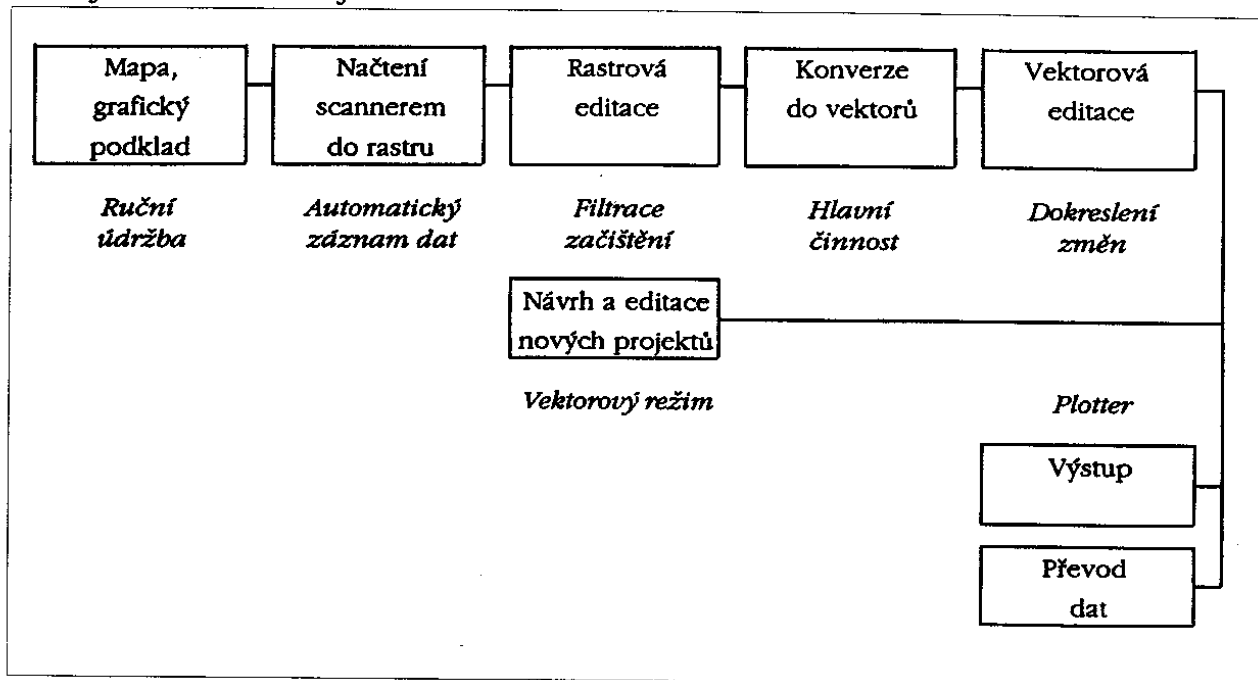 Mapa,
grafický
podklad
Načtení
scannerem
do rastru
Rastrová
editace
Konverze
do vektorů
Vektorová
editace
Ruční
údržba
Automatický
záznam dat
Filtrace
začištění
Hlavní
činnost
Dokreslení
změn
Návrh a editace
nových projektů
Vektorový režim
Plotter
Výstup
Převod
dat